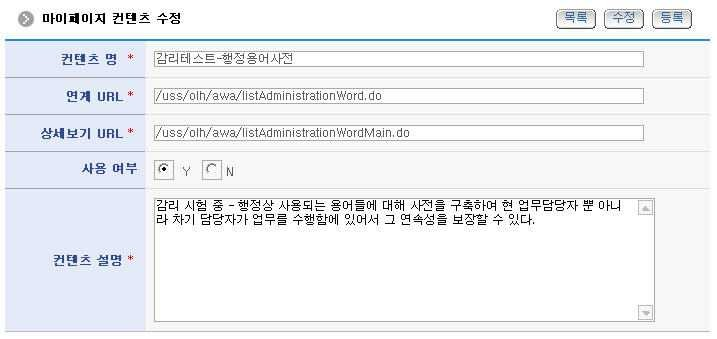 마이페이지 컨텐츠 수정
목록 수정 등록
컨텐츠 명 * 감리테스트-행정용어사전
연계 URL * /uss/olh/awa/listAdministrationWord.do
상세보기 URL * /uss/olh/awa/listAdministrationWordMain.do
사용 여부 Y N
컨텐츠 설명 *
감리 시험 중 - 행정상 사용되는 용어들에 대해 사전을 구축하여 현 업무담당자 뿐 아니
라 차기 담당자가 업무를 수행함에 있어서 그 연속성을 보장할 수 있다.